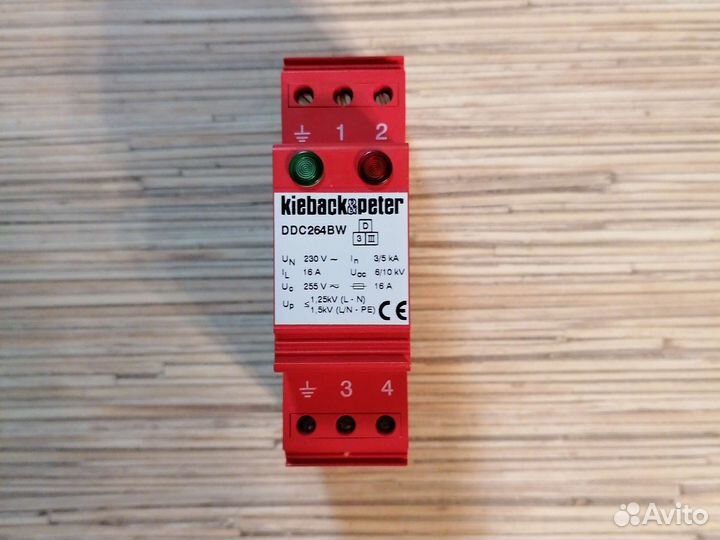 ⏚ 1 2
kieback&peter
DDC264BW
D
3 III
UN 230 V ~ In 3/5 kA
IL 16 A Uoc 6/10 kV
Uc 255 V ≂ 16 A
Up ≤ 1,25kV (L - N)
1,5kV (L/N - PE)
CE
⏚ 3 4
Avito